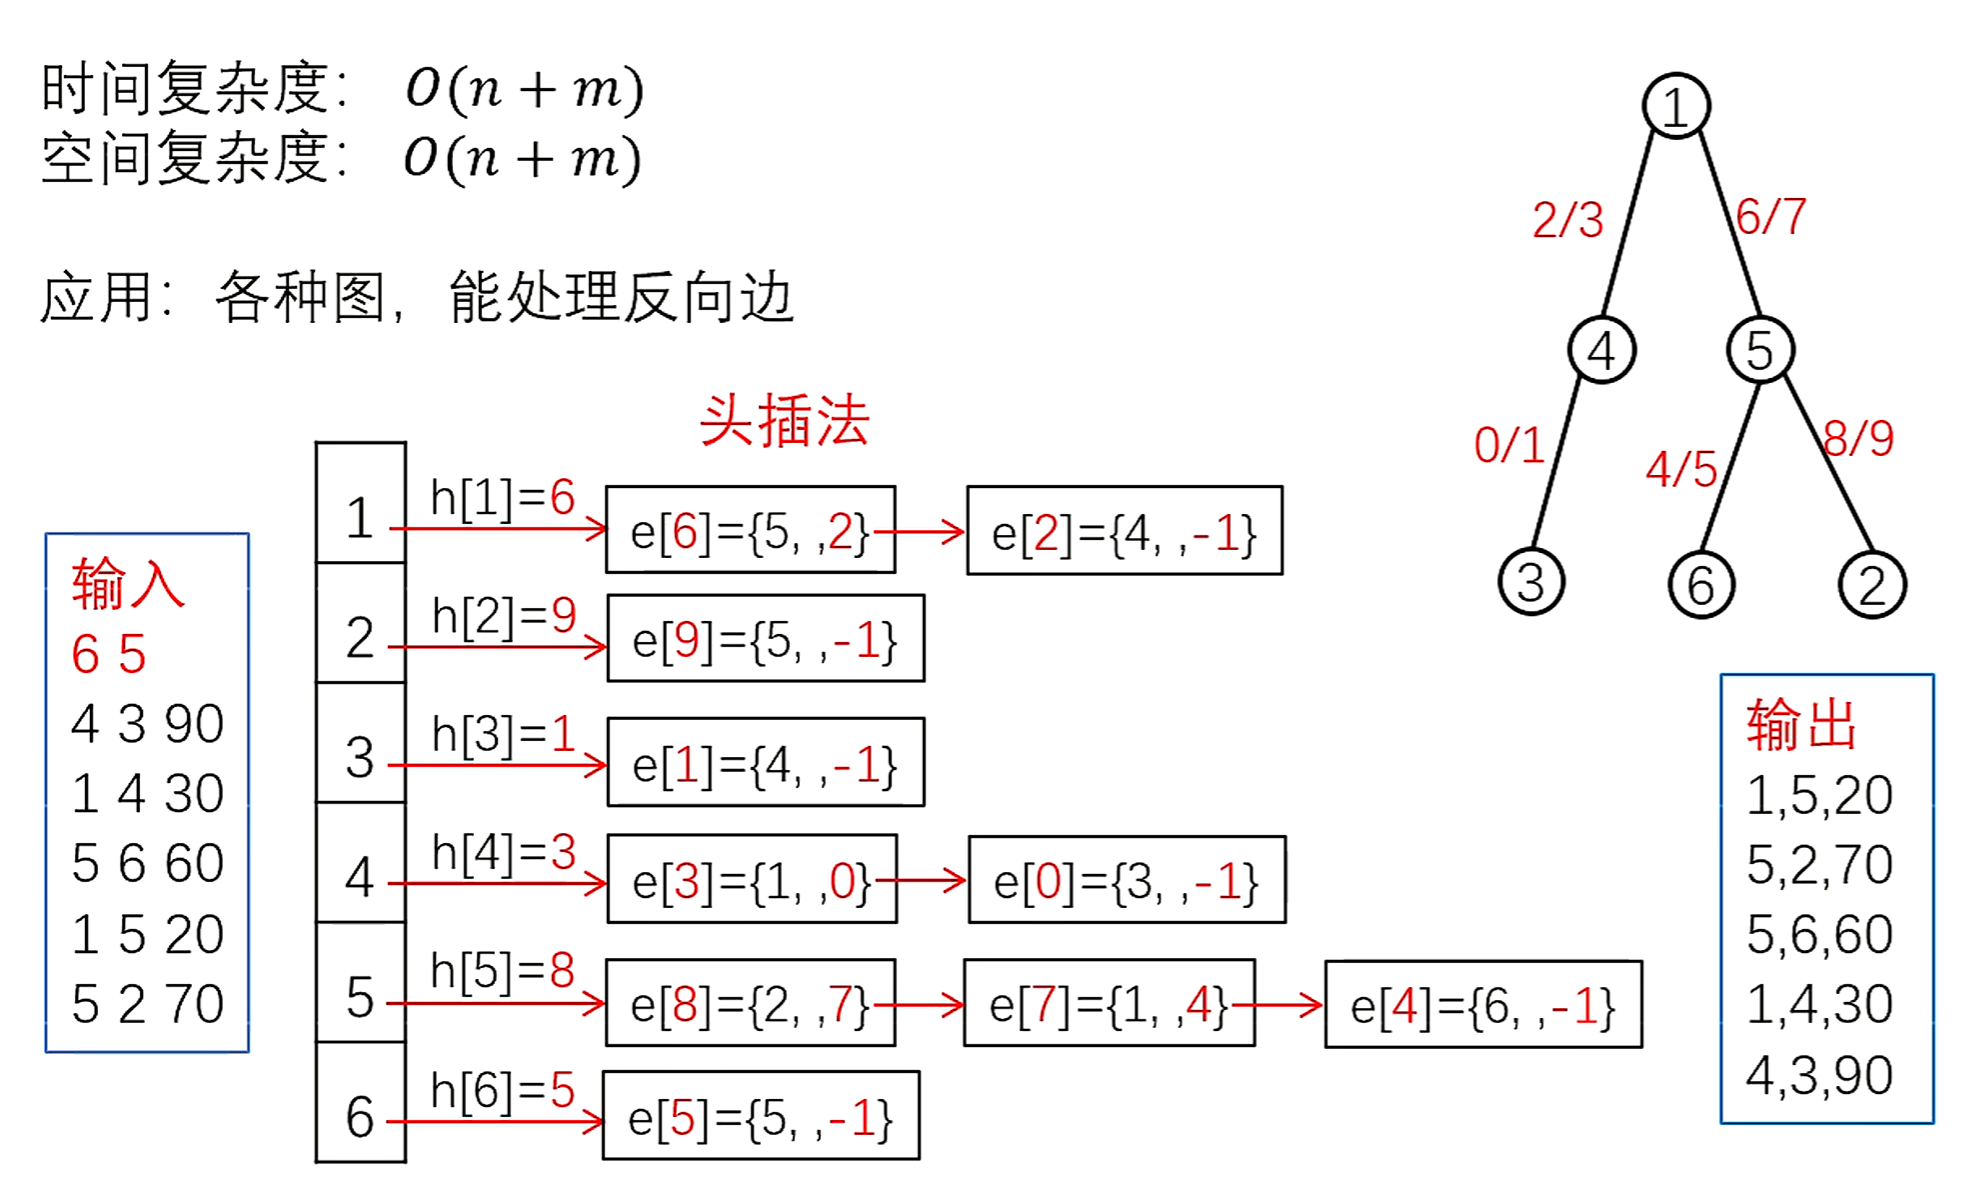 时间复杂度： O(n + m)
空间复杂度： O(n + m)
应用：各种图，能处理反向边
头插法
输入
6 5
4 3 90
1 4 30
5 6 60
1 5 20
5 2 70
1 h[1]=6 e[6]={5, ,2} e[2]={4, ,-1}
2 h[2]=9 e[9]={5, ,-1}
3 h[3]=1 e[1]={4, ,-1}
4 h[4]=3 e[3]={1, ,0} e[0]={3, ,-1}
5 h[5]=8 e[8]={2, ,7} e[7]={1, ,4} e[4]={6, ,-1}
6 h[6]=5 e[5]={5, ,-1}
1
2/3 6/7
4 5
0/1 4/5 8/9
3 6 2
输出
1,5,20
5,2,70
5,6,60
1,4,30
4,3,90